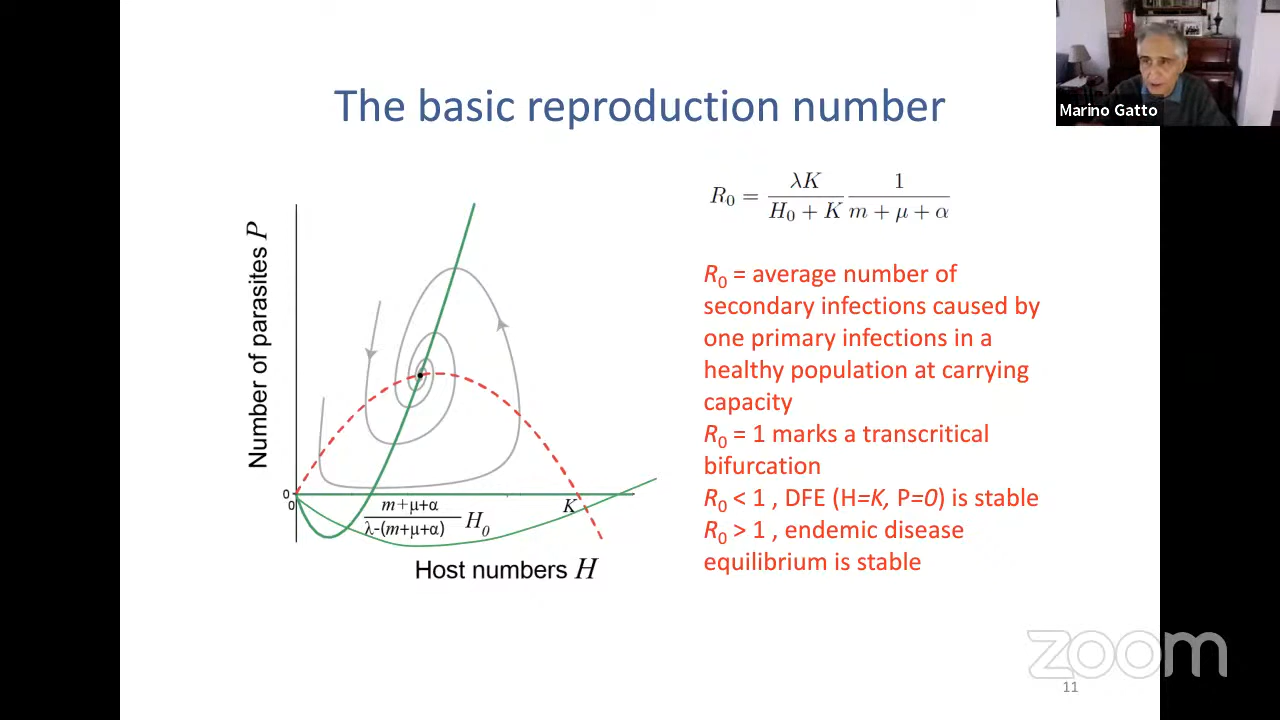 Marino Gatto
The basic reproduction number
R₀ = λK / (H₀ + K) 1 / (m + μ + α)
R₀ = average number of
secondary infections caused by
one primary infections in a
healthy population at carrying
capacity
R₀ = 1 marks a transcritical
bifurcation
R₀ < 1 , DFE (H=K, P=0) is stable
R₀ > 1 , endemic disease
equilibrium is stable
Number of parasites P
0
0
m+μ+α / λ-(m+μ+α) H₀
K
Host numbers H
zoom
11